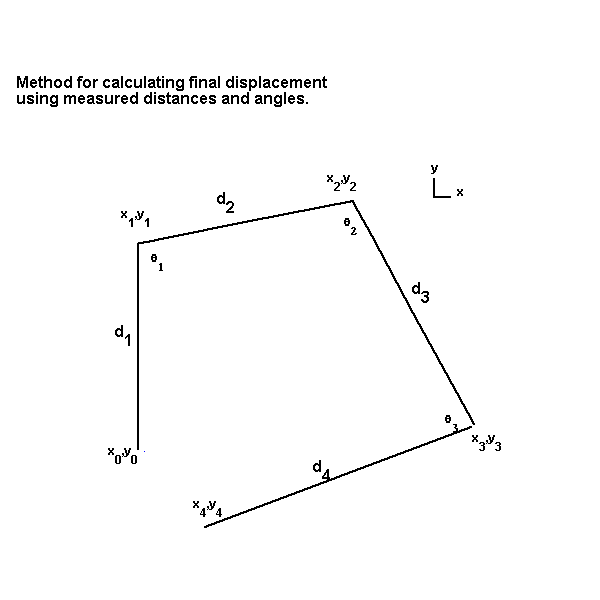 Method for calculating final displacement
using measured distances and angles.
y
x
x2,y2
d2
x1,y1
θ2
θ1
d3
d1
θ3
x3,y3
x0,y0
d4
x4,y4